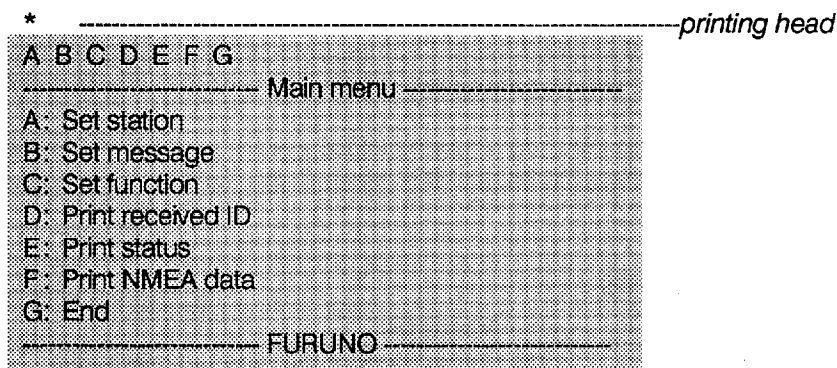 * ------------------------------------------------printing head
A B C D E F G
-------------------- Main menu --------------------
A: Set station
B: Set message
C: Set function
D: Print received ID
E: Print status
F: Print NMEA data
G: End
-------------------- FURUNO --------------------